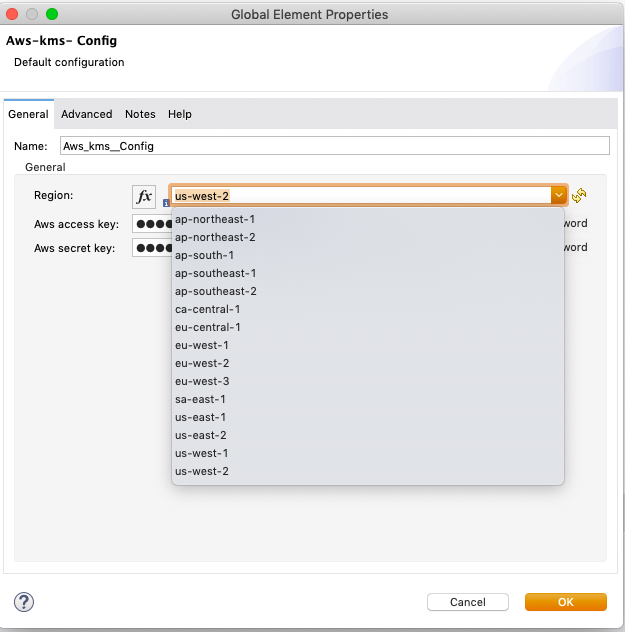 Global Element Properties
Aws-kms- Config
Default configuration
General Advanced Notes Help
Name: Aws_kms__Config
General
Region: fx us-west-2
Aws access key: ●●●● word
Aws secret key: ●●●● word
ap-northeast-1
ap-northeast-2
ap-south-1
ap-southeast-1
ap-southeast-2
ca-central-1
eu-central-1
eu-west-1
eu-west-2
eu-west-3
sa-east-1
us-east-1
us-east-2
us-west-1
us-west-2
? Cancel OK